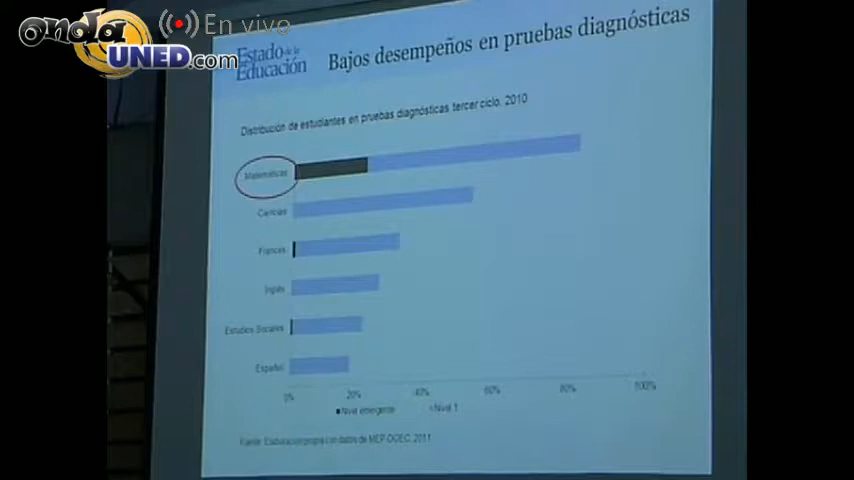 onda UNED.com
En vivo
Estado de la Educación
Bajos desempeños en pruebas diagnósticas
Distribución de estudiantes en pruebas diagnósticas tercer ciclo. 2010
Matemáticas
Ciencias
Francés
Inglés
Estudios Sociales
Español
0% 20% 40% 60% 80% 100%
Nivel emergente Nivel 1
Fuente: Elaboración propia con datos de MEP-DGEC, 2011